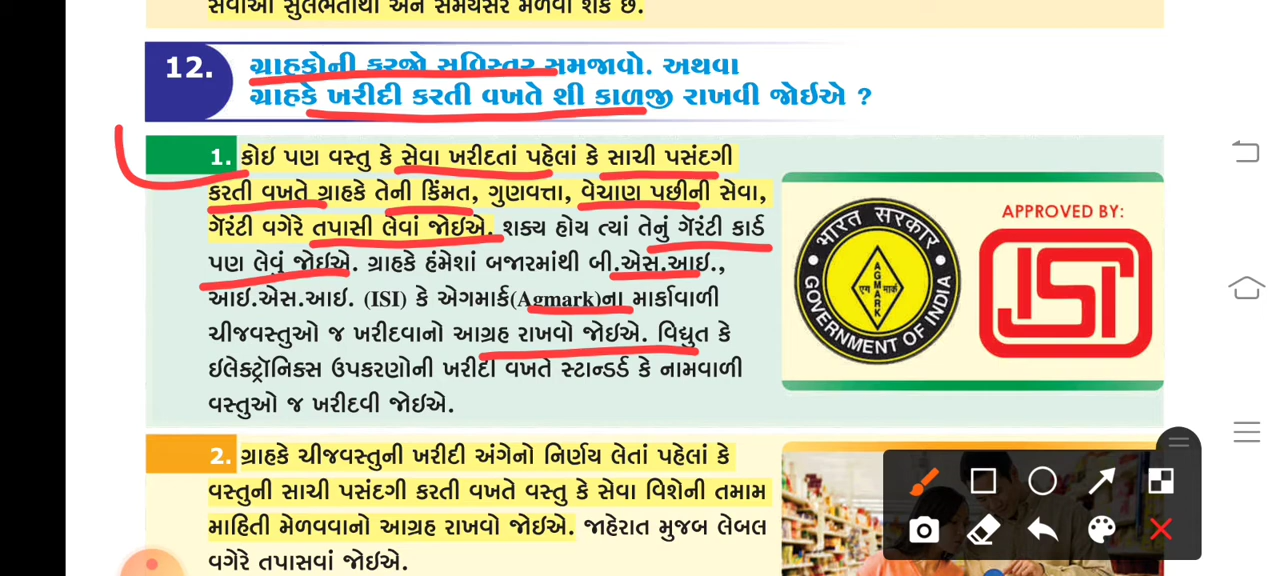 સેવાઓ સુલભતાથી અને સમયસર મેળવી શકે છે.
12. ગ્રાહકોની ફરજો સવિસ્તર સમજાવો. અથવા
ગ્રાહકે ખરીદી કરતી વખતે શી કાળજી રાખવી જોઈએ ?
1. કોઈ પણ વસ્તુ કે સેવા ખરીદતાં પહેલાં કે સાચી પસંદગી
કરતી વખતે ગ્રાહકે તેની કિંમત, ગુણવત્તા, વેચાણ પછીની સેવા,
ગૅરંટી વગેરે તપાસી લેવાં જોઈએ. શક્ય હોય ત્યાં તેનું ગૅરંટી કાર્ડ
પણ લેવું જોઈએ. ગ્રાહકે હંમેશાં બજારમાંથી બી.એસ.આઇ.,
આઇ.એસ.આઇ. (ISI) કે એગમાર્ક(Agmark)ના માર્કાવાળી
ચીજવસ્તુઓ જ ખરીદવાનો આગ્રહ રાખવો જોઈએ. વિદ્યુત કે
ઇલેક્ટ્રૉનિક્સ ઉપકરણોની ખરીદી વખતે સ્ટાન્ડર્ડ કે નામવાળી
વસ્તુઓ જ ખરીદવી જોઈએ.
भारत सरकार
AGMARK
एग मार्क
GOVERNMENT OF INDIA
APPROVED BY:
ISI
2. ગ્રાહકે ચીજવસ્તુની ખરીદી અંગેનો નિર્ણય લેતાં પહેલાં કે
વસ્તુની સાચી પસંદગી કરતી વખતે વસ્તુ કે સેવા વિશેની તમામ
માહિતી મેળવવાનો આગ્રહ રાખવો જોઈએ. જાહેરાત મુજબ લેબલ
વગેરે તપાસવાં જોઈએ.